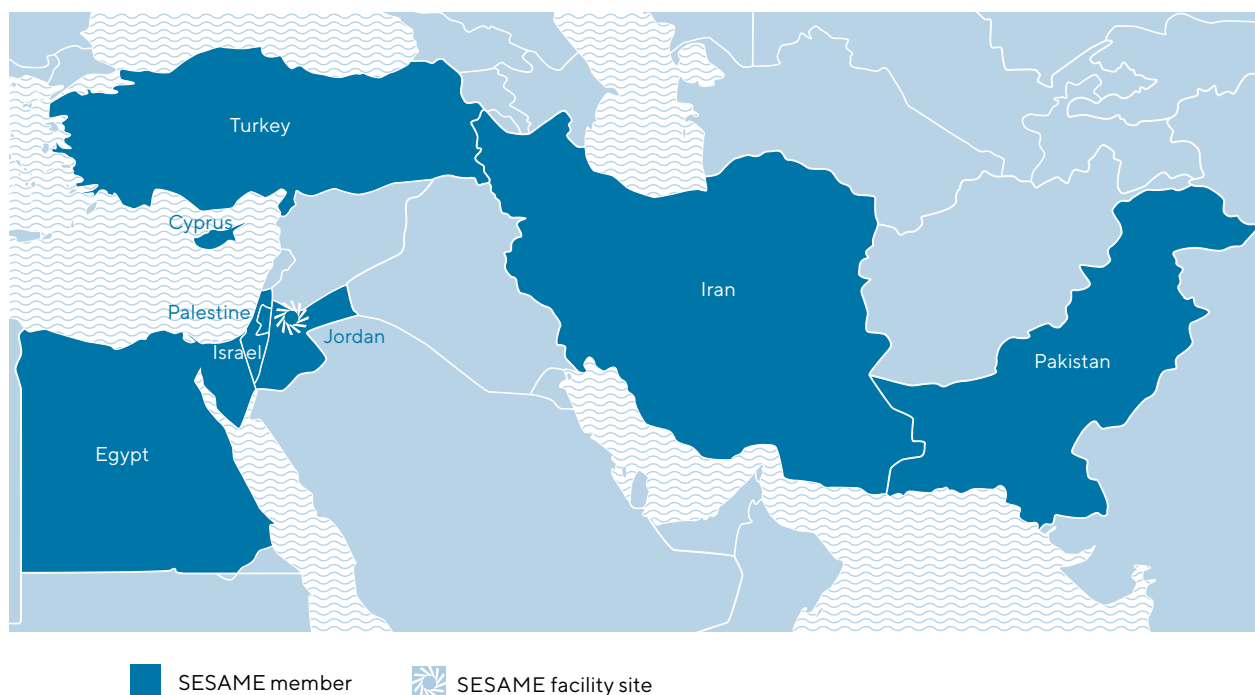 Turkey
Cyprus
Iran
Palestine
Jordan
Israel
Pakistan
Egypt
SESAME member
SESAME facility site